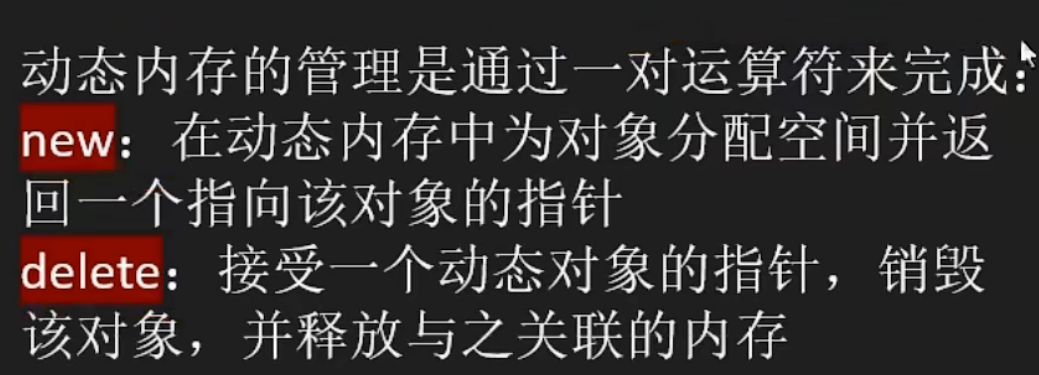 动态内存的管理是通过一对运算符来完成：
new：在动态内存中为对象分配空间并返
回一个指向该对象的指针
delete：接受一个动态对象的指针，销毁
该对象，并释放与之关联的内存